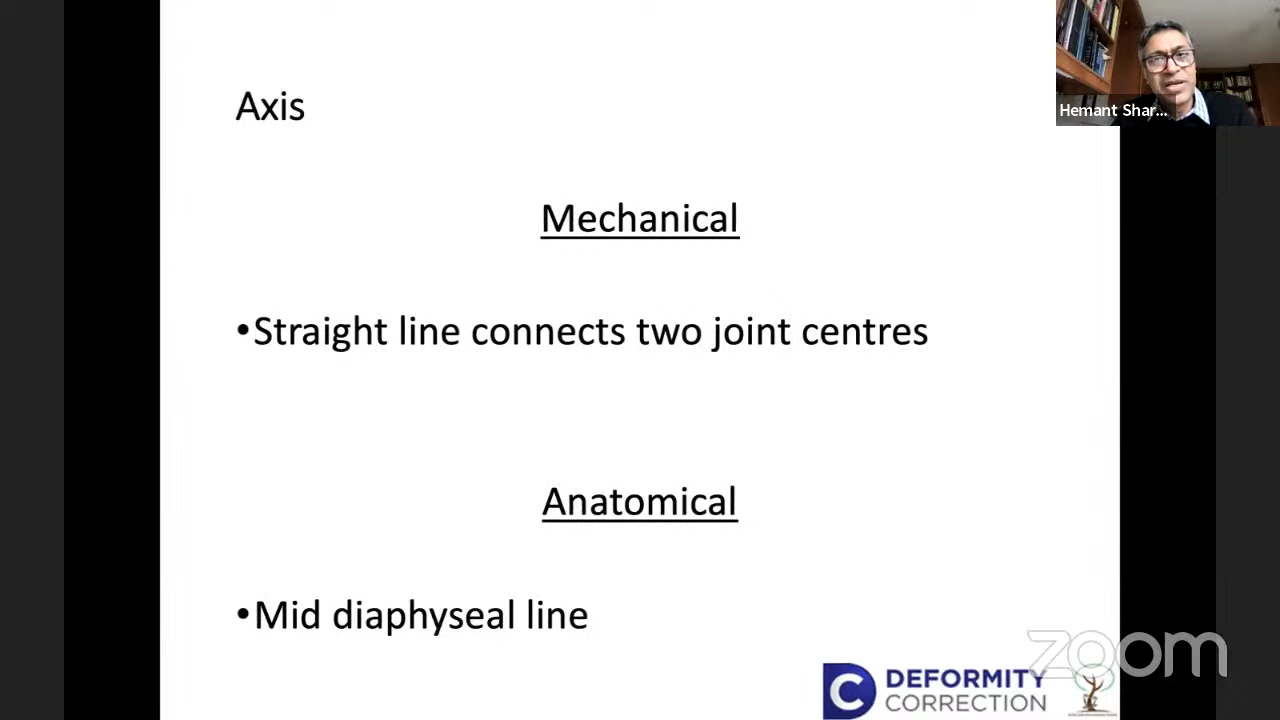 Axis
Hemant Shar...
Mechanical
•Straight line connects two joint centres
Anatomical
•Mid diaphyseal line
zoom
C DEFORMITY
CORRECTION